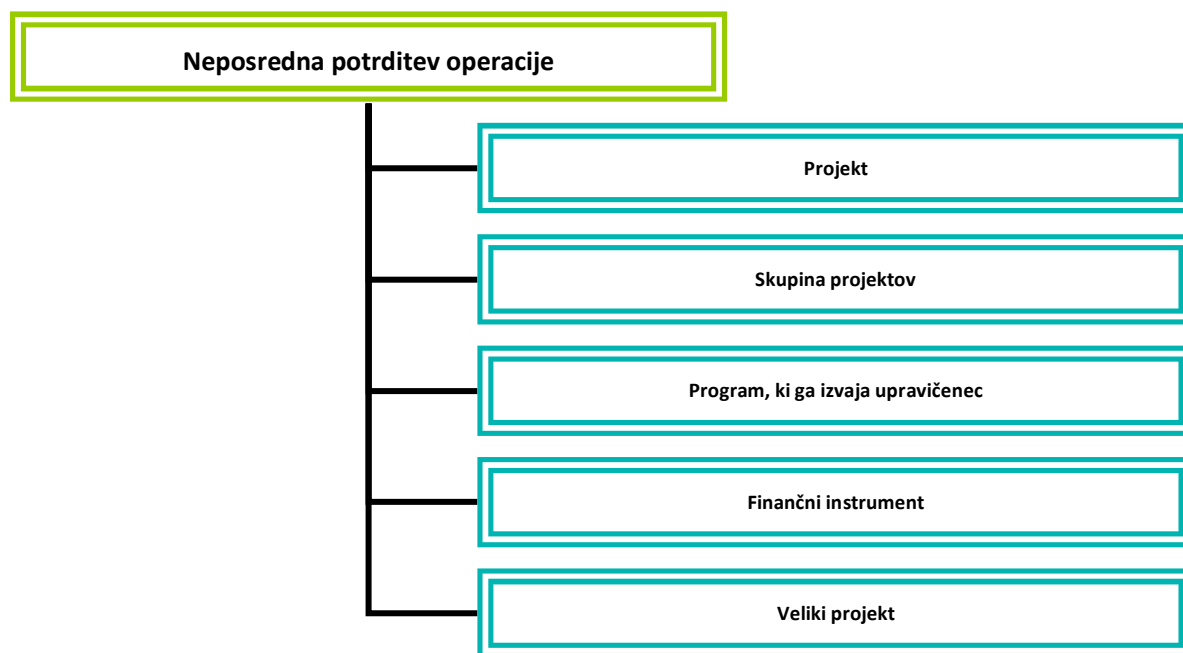 Neposredna potrditev operacije
Projekt
Skupina projektov
Program, ki ga izvaja upravičenec
Finančni instrument
Veliki projekt